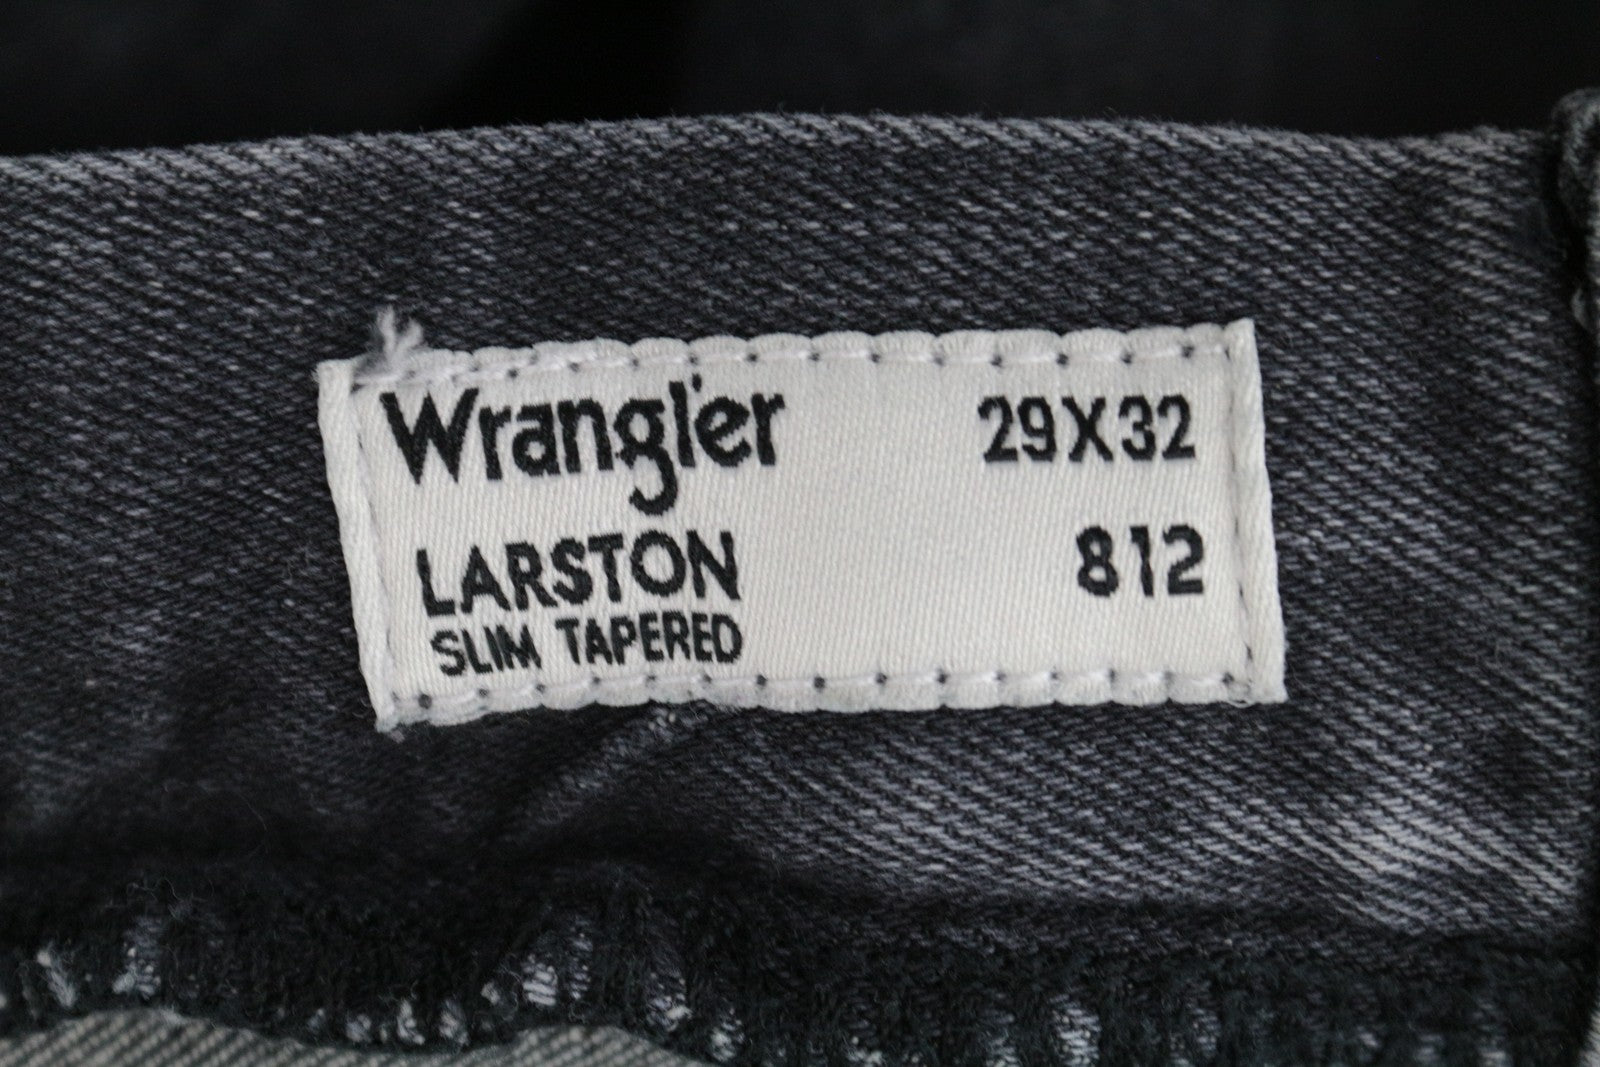 Wrangler 29X32
LARSTON 812
SLIM TAPERED